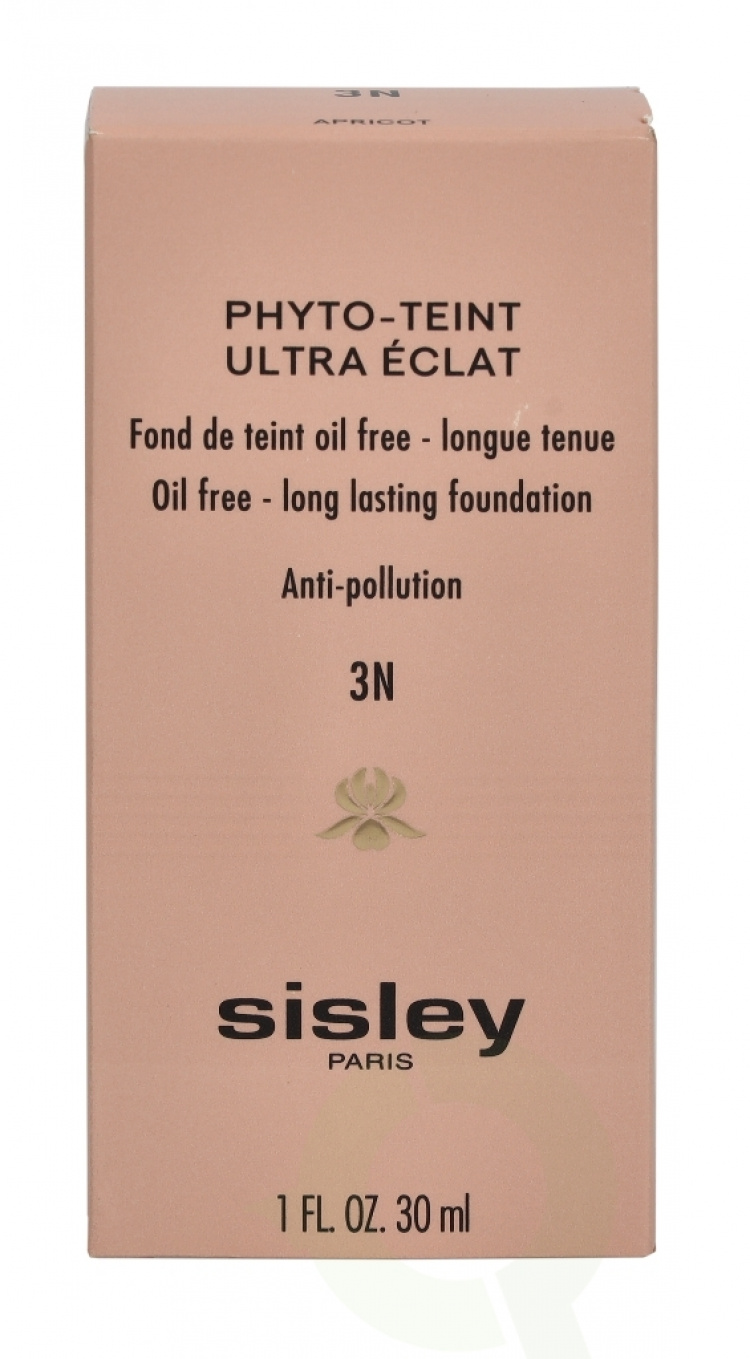 3N
APRICOT
PHYTO-TEINT
ULTRA ÉCLAT
Fond de teint oil free - longue tenue
Oil free - long lasting foundation
Anti-pollution
3N
sisley
PARIS
1 FL. OZ. 30 ml